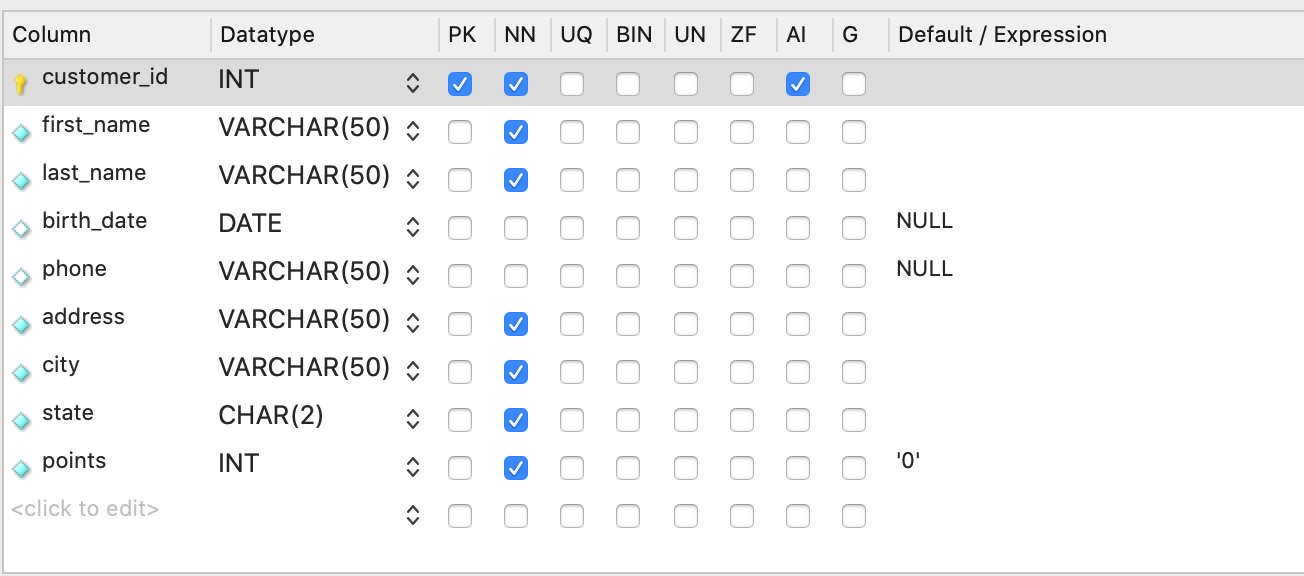 Column Datatype PK NN UQ BIN UN ZF AI G Default / Expression
customer_id INT
first_name VARCHAR(50)
last_name VARCHAR(50)
birth_date DATE NULL
phone VARCHAR(50) NULL
address VARCHAR(50)
city VARCHAR(50)
state CHAR(2)
points INT '0'
<click to edit>